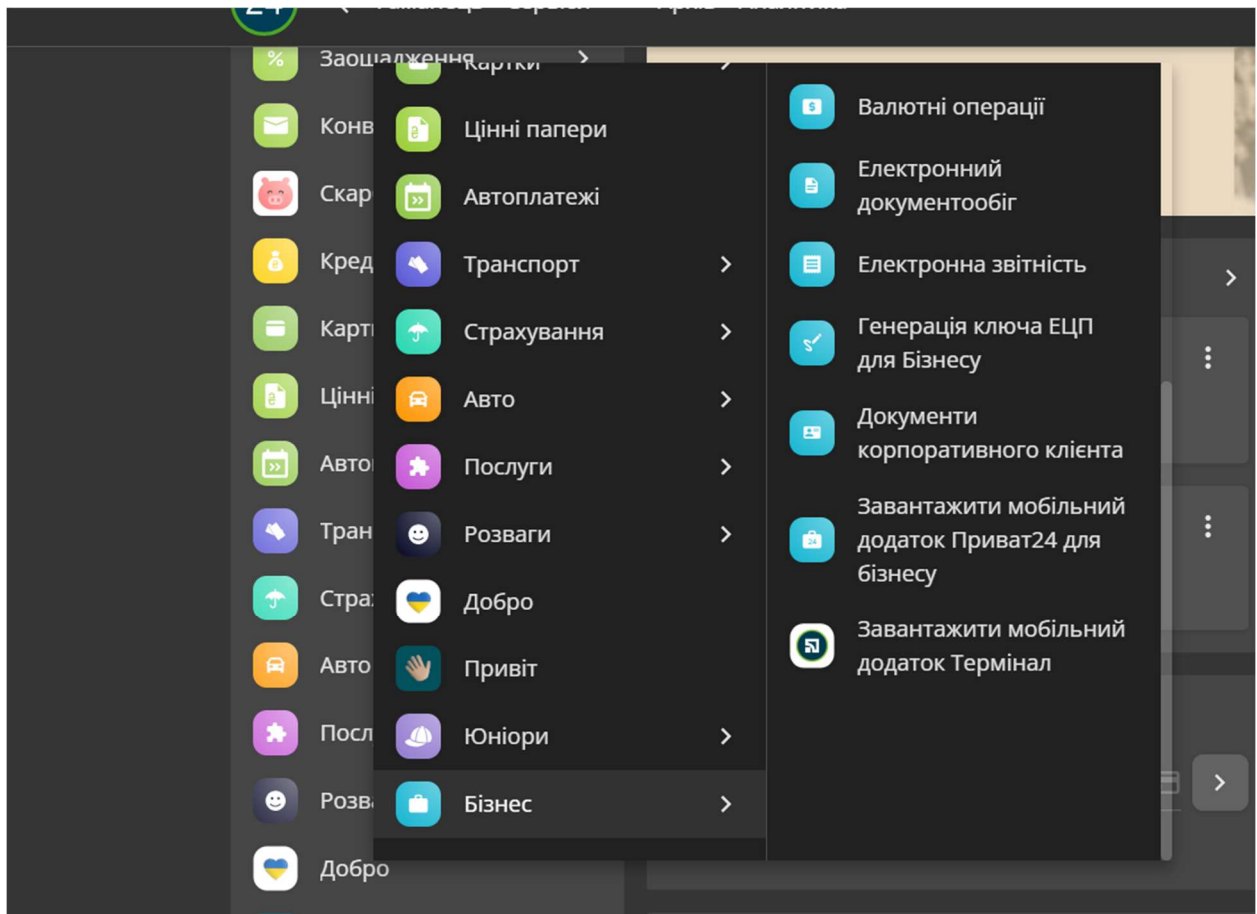 24
Заощадження
Конв
Скар
Кред
Карт
Цінні
Авто
Тран
Стра
Авто
Посл
Розва
Добро
Картки
Цінні папери
Автоплатежі
Транспорт
Страхування
Авто
Послуги
Розваги
Добро
Привіт
Юніори
Бізнес
Валютні операції
Електронний
документообіг
Електронна звітність
Генерація ключа ЕЦП
для Бізнесу
Документи
корпоративного клієнта
Завантажити мобільний
додаток Приват24 для
бізнесу
Завантажити мобільний
додаток Термінал